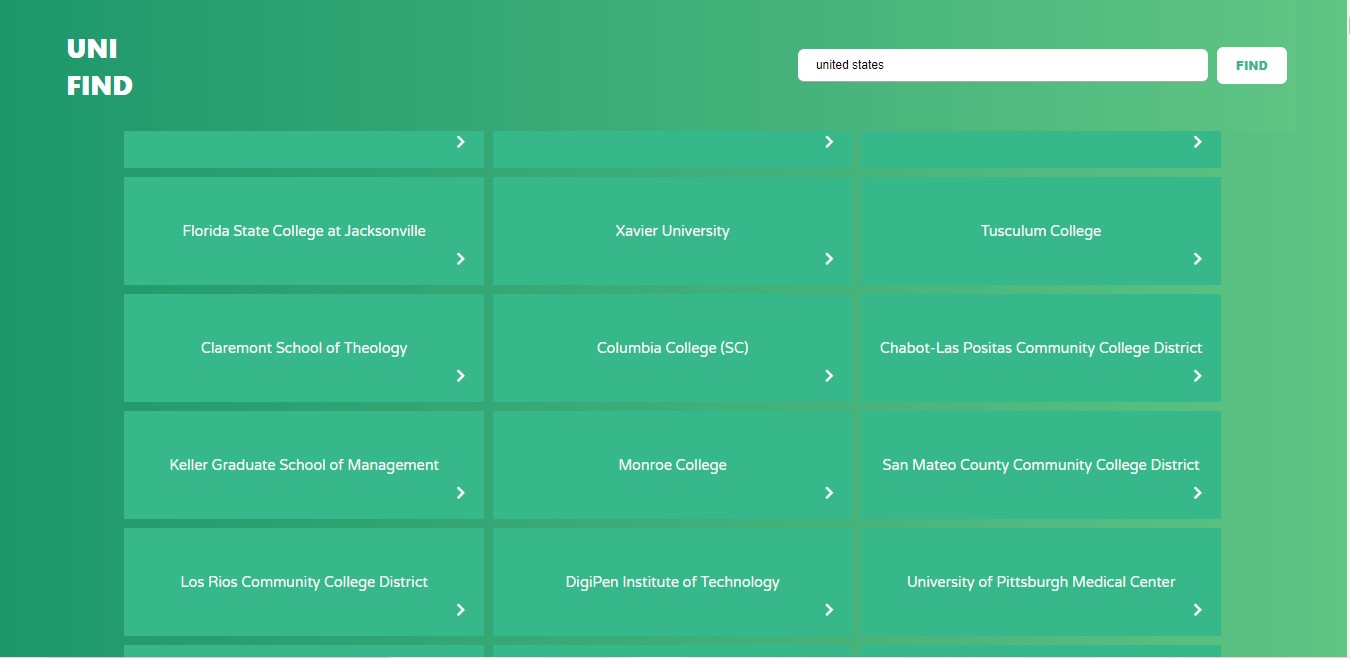 UNI
FIND
united states
FIND
Florida State College at Jacksonville
Xavier University
Tusculum College
Claremont School of Theology
Columbia College (SC)
Chabot-Las Positas Community College District
Keller Graduate School of Management
Monroe College
San Mateo County Community College District
Los Rios Community College District
DigiPen Institute of Technology
University of Pittsburgh Medical Center